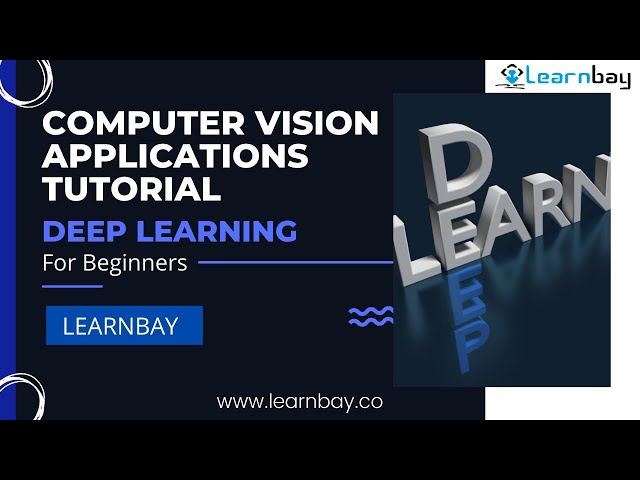 Learnbay
COMPUTER VISION
APPLICATIONS
TUTORIAL
DEEP LEARNING
For Beginners
LEARNBAY
DEEP
LEARN
www.learnbay.co